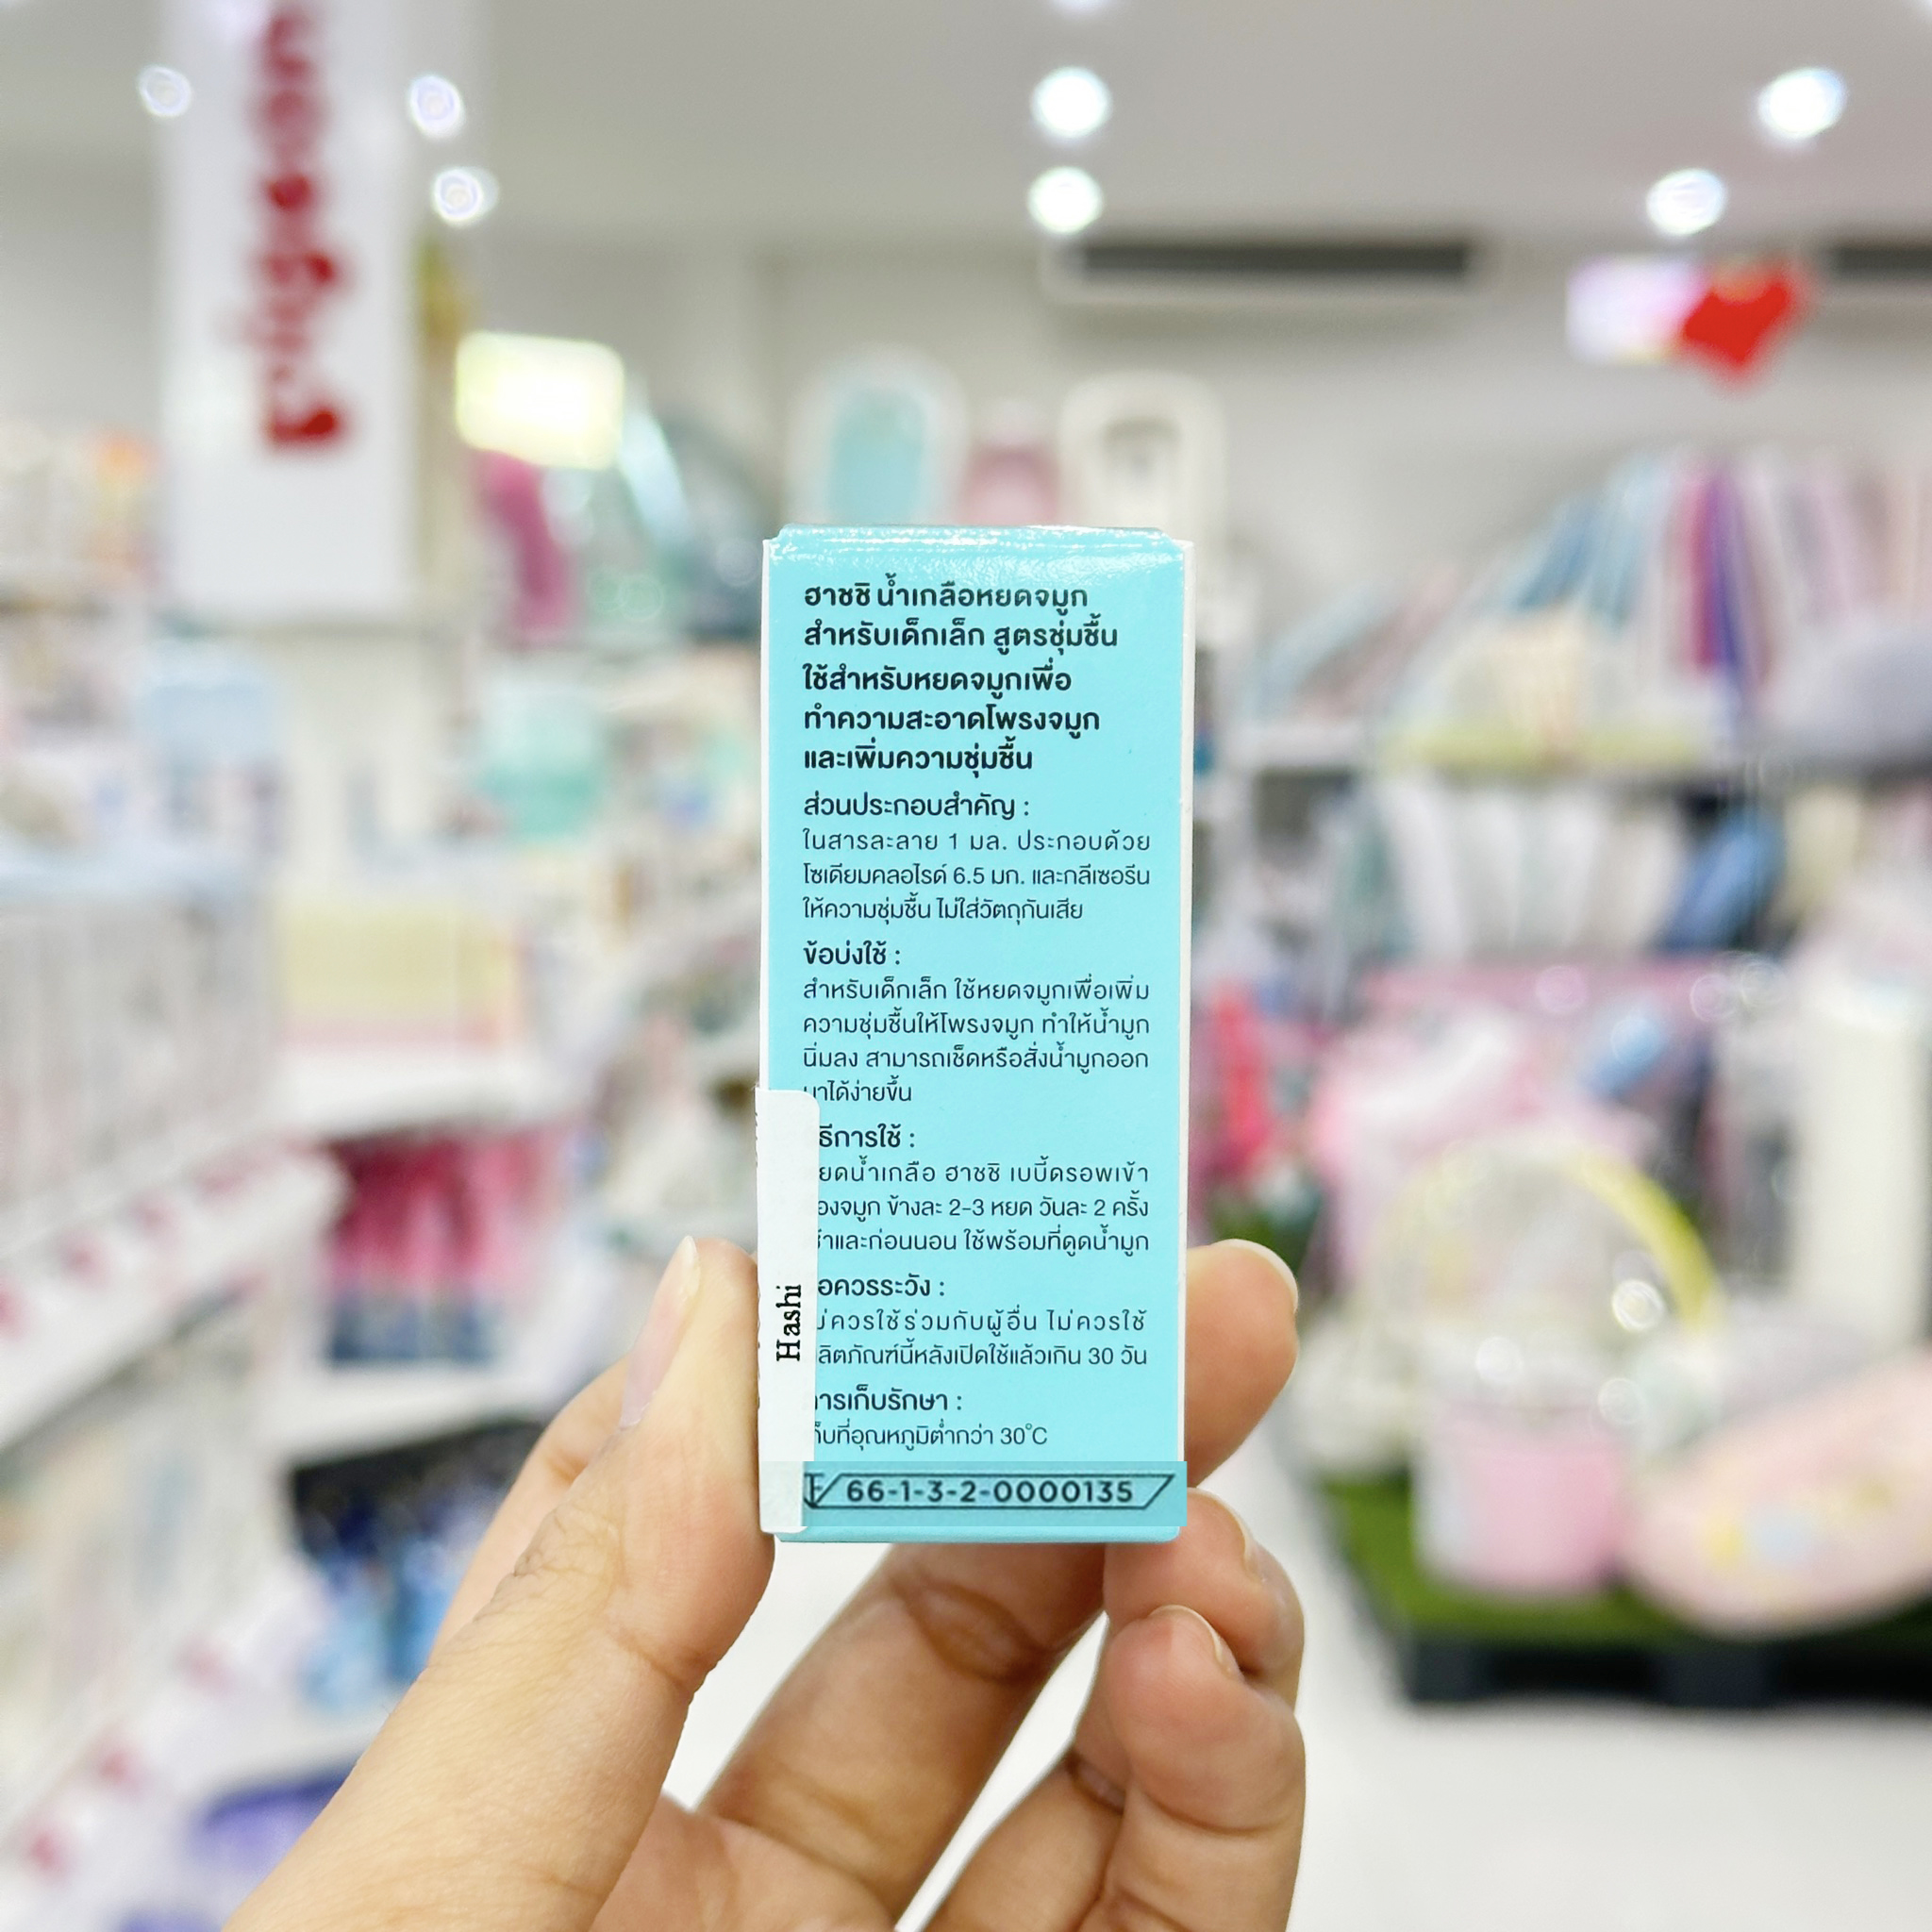 pigeon
ฮาชชิ น้ำเกลือหยดจมูก
สำหรับเด็กเล็ก สูตรชุ่มชื้น
ใช้สำหรับหยดจมูกเพื่อ
ทำความสะอาดโพรงจมูก
และเพิ่มความชุ่มชื้น
ส่วนประกอบสำคัญ :
ในสารละลาย 1 มล. ประกอบด้วย
โซเดียมคลอไรด์ 6.5 มก. และกลีเซอรีน
ให้ความชุ่มชื้น ไม่ใส่วัตถุกันเสีย
ข้อบ่งใช้ :
สำหรับเด็กเล็ก ใช้หยดจมูกเพื่อเพิ่ม
ความชุ่มชื้นให้โพรงจมูก ทำให้น้ำมูก
นิ่มลง สามารถเช็ดหรือสั่งน้ำมูกออก
มาได้ง่ายขึ้น
ธีการใช้ :
ยดน้ำเกลือ ฮาชชิ เบบี้ดรอพเข้า
องจมูก ข้างละ 2-3 หยด วันละ 2 ครั้ง
ช้าและก่อนนอน ใช้พร้อมที่ดูดน้ำมูก
อควรระวัง :
ม่ควรใช้ร่วมกับผู้อื่น ไม่ควรใช้
ลิตภัณฑ์นี้หลังเปิดใช้แล้วเกิน 30 วัน
การเก็บรักษา :
ก็บที่อุณหภูมิต่ำกว่า 30°C
66-1-3-2-0000135
Hashi